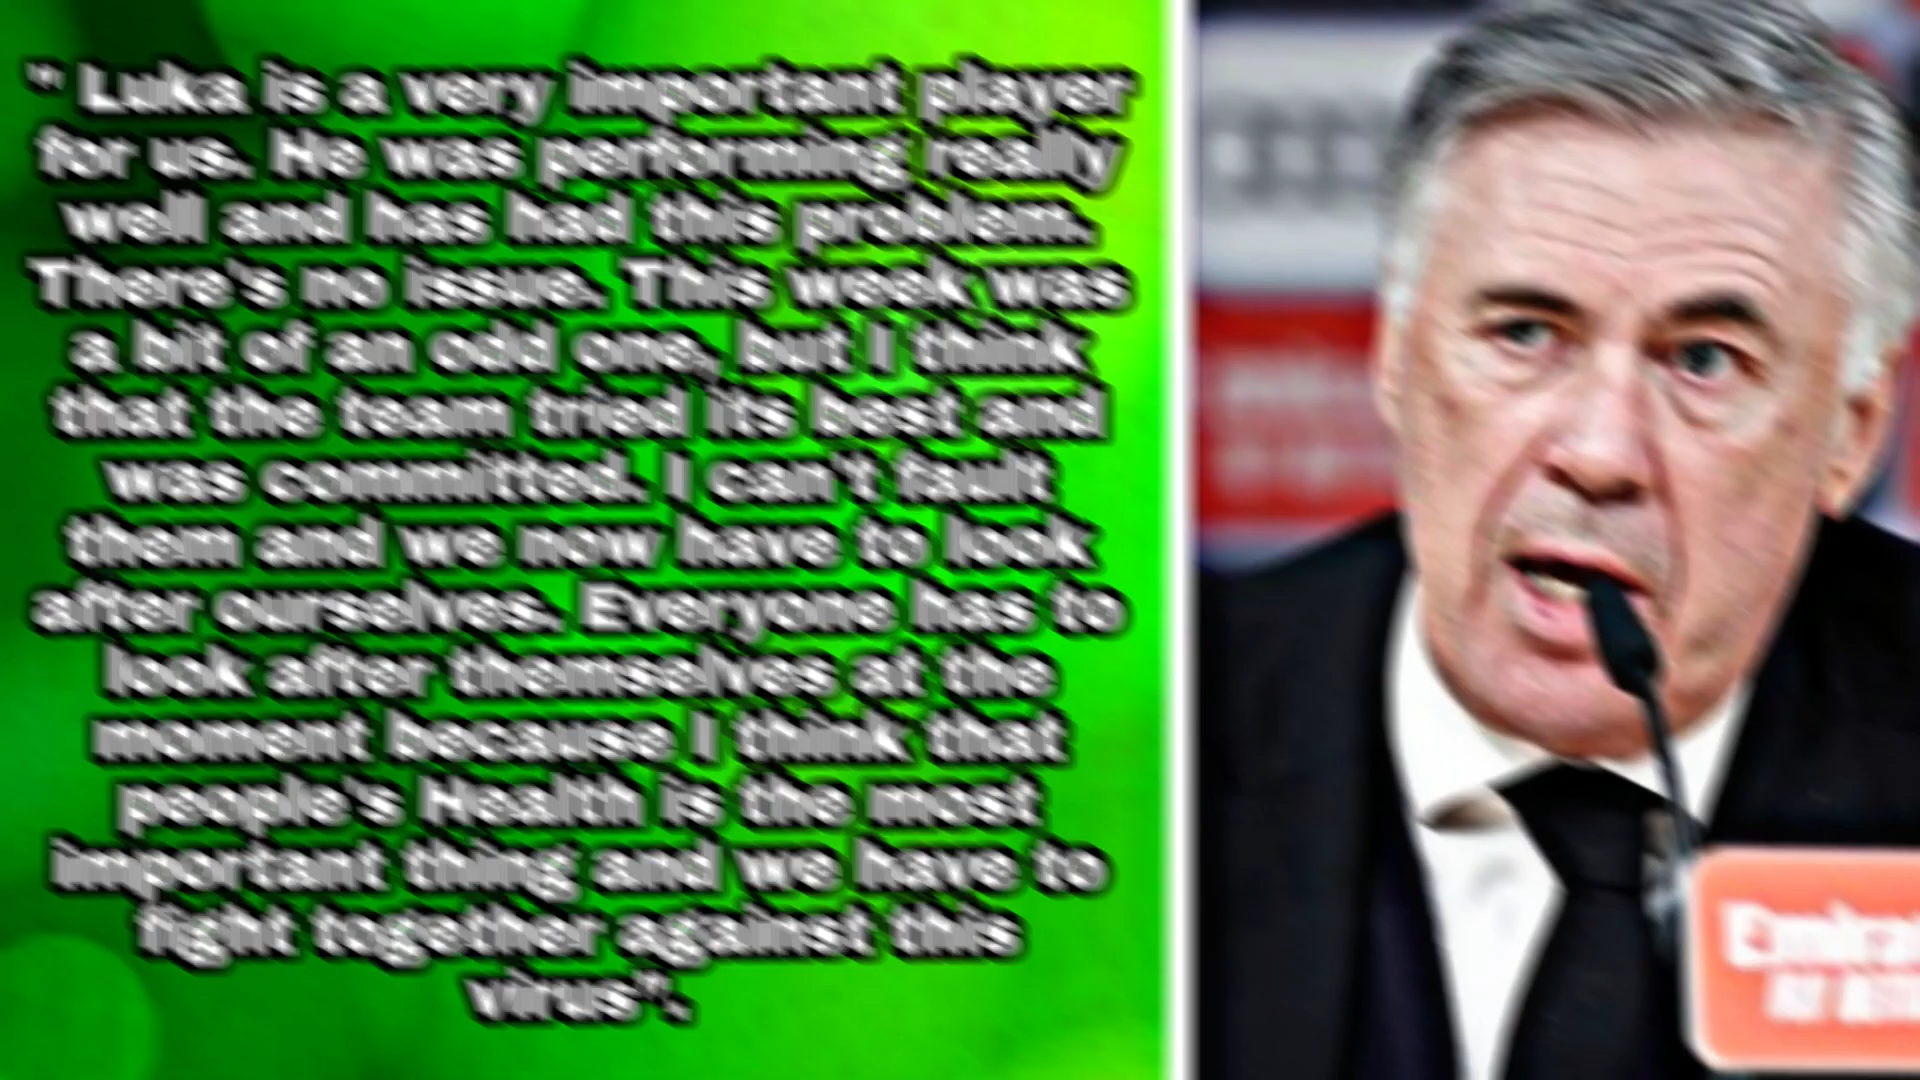 " Luka is a very important player
for us. He was performing really
well and has had this problem.
There's no issue. This week was
a bit of an odd one, but I think
that the team tried its best and
was committed. I can't fault
them and we now have to look
after ourselves. Everyone has to
look after themselves at the
moment because I think that
people's Health is the most
important thing and we have to
fight together against this
virus".